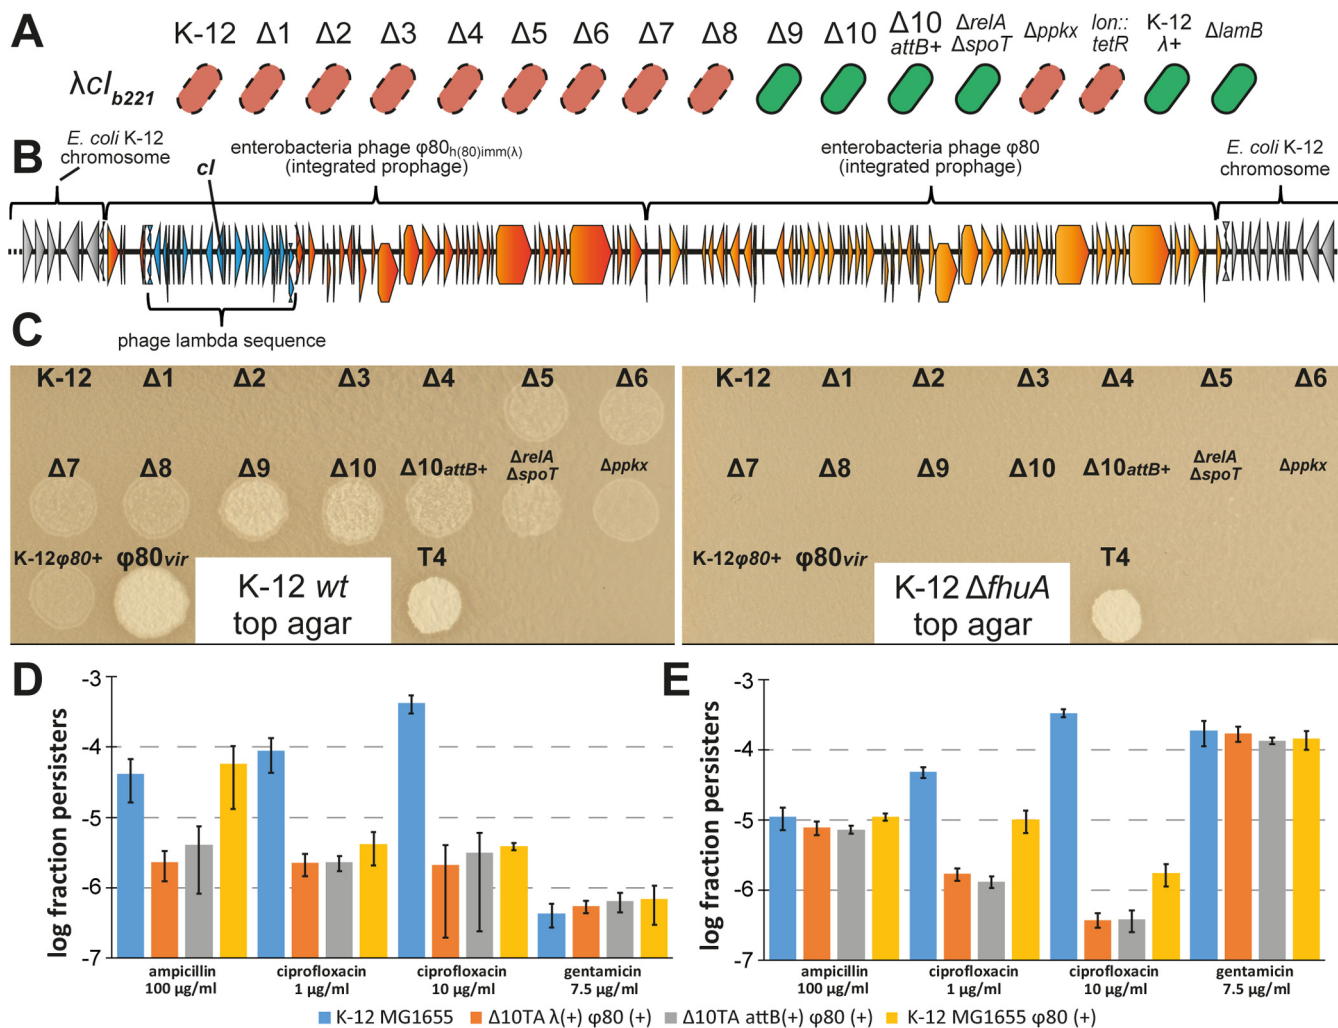 A
K-12 Δ1 Δ2 Δ3 Δ4 Δ5 Δ6 Δ7 Δ8 Δ9 Δ10 Δ10 attB+ ΔrelA ΔspoT Δppkx lon:: tetR K-12 λ+ ΔlamB
λcI b221
B
E. coli K-12
chromosome
cI
enterobacteria phage φ80h(80)imm(λ)
(integrated prophage)
enterobacteria phage φ80
(integrated prophage)
E. coli K-12
chromosome
phage lambda sequence
C
K-12 Δ1 Δ2 Δ3 Δ4 Δ5 Δ6
Δ7 Δ8 Δ9 Δ10 Δ10attB+ ΔrelA ΔspoT Δppkx
K-12φ80+ φ80vir T4
K-12 wt
top agar
K-12 Δ1 Δ2 Δ3 Δ4 Δ5 Δ6
Δ7 Δ8 Δ9 Δ10 Δ10attB+ ΔrelA ΔspoT Δppkx
K-12φ80+ φ80vir T4
K-12 ΔfhuA
top agar
D
log fraction persisters
-3
-4
-5
-6
-7
ampicillin
100 μg/ml
ciprofloxacin
1 μg/ml
ciprofloxacin
10 μg/ml
gentamicin
7.5 μg/ml
E
log fraction persisters
-3
-4
-5
-6
-7
ampicillin
100 μg/ml
ciprofloxacin
1 μg/ml
ciprofloxacin
10 μg/ml
gentamicin
7.5 μg/ml
K-12 MG1655 Δ10TA λ(+) φ80 (+) Δ10TA attB(+) φ80 (+) K-12 MG1655 φ80 (+)